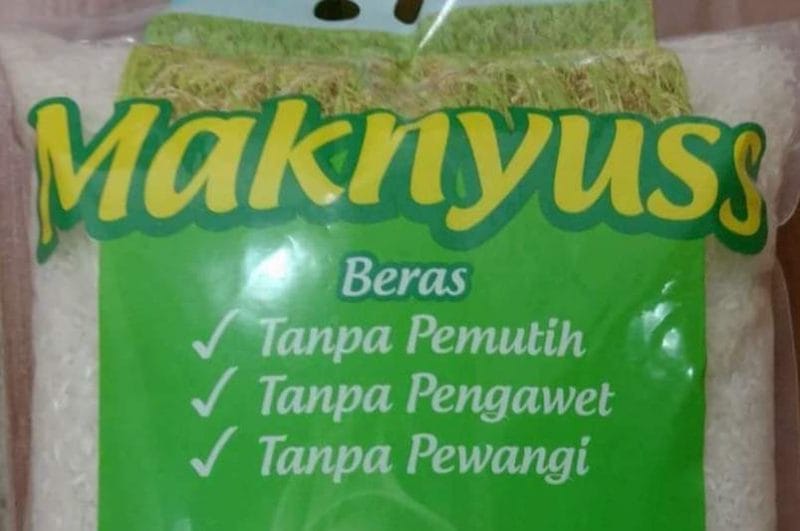 Maknyuss
Beras
✓ Tanpa Pemutih
✓ Tanpa Pengawet
✓ Tanpa Pewangi